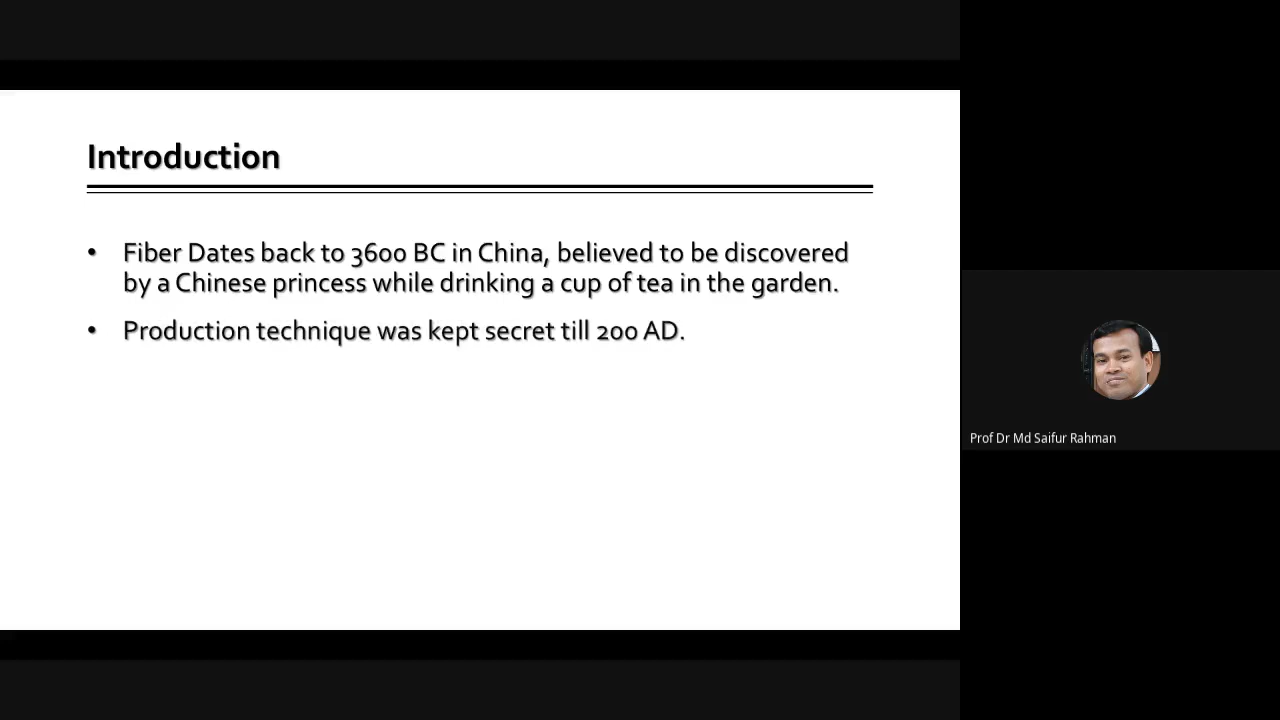 Introduction
• Fiber Dates back to 3600 BC in China, believed to be discovered
by a Chinese princess while drinking a cup of tea in the garden.
• Production technique was kept secret till 200 AD.
Prof Dr Md Saifur Rahman